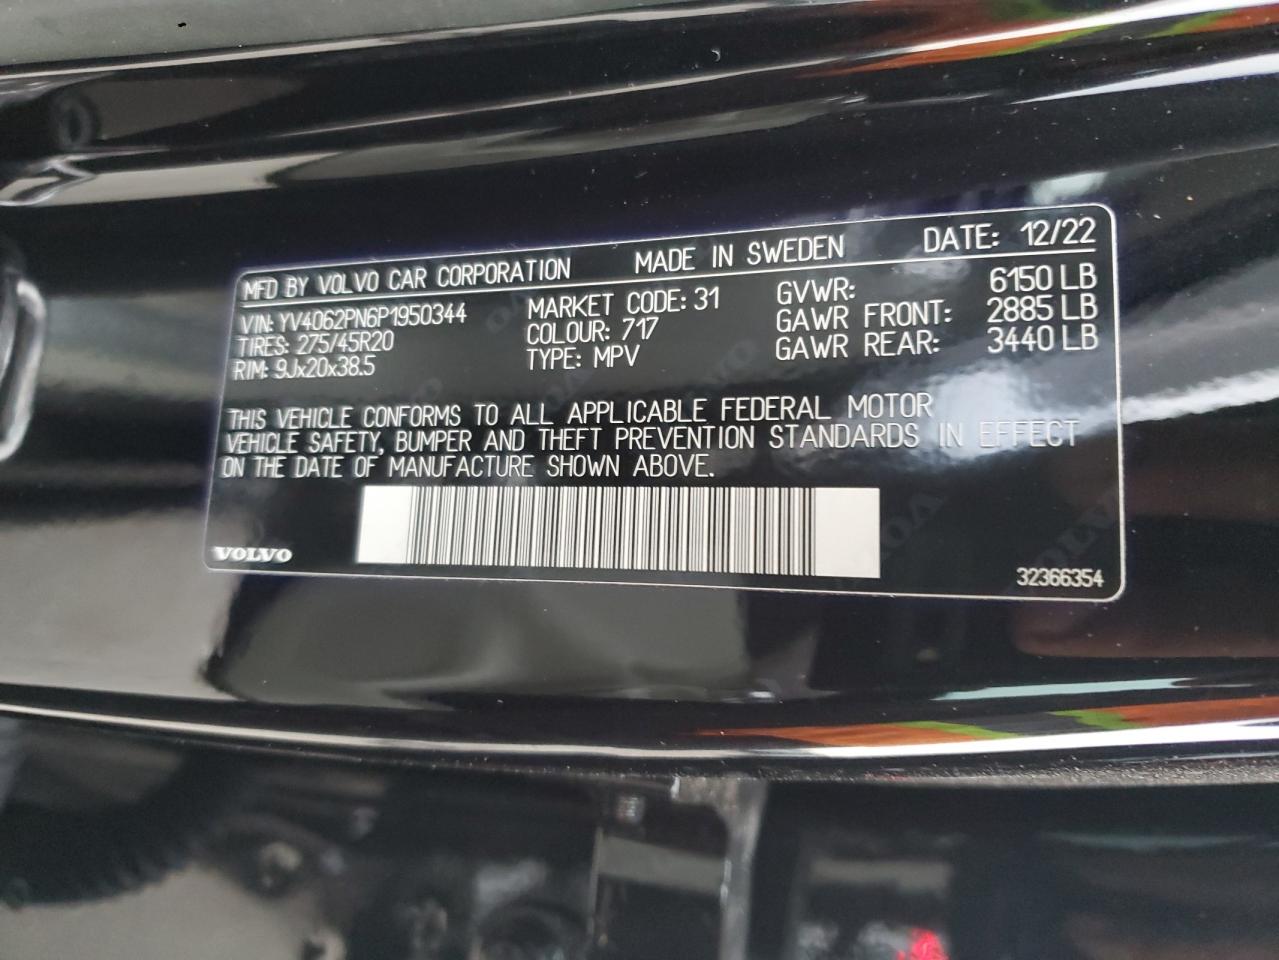 MFD BY VOLVO CAR CORPORATION MADE IN SWEDEN DATE: 12/22
VIN: YV4062PN6P1950344 MARKET CODE: 31 GVWR: 6150 LB
TIRES: 275/45R20 COLOUR: 717 GAWR FRONT: 2885 LB
RIM: 9Jx20x38.5 TYPE: MPV GAWR REAR: 3440 LB
THIS VEHICLE CONFORMS TO ALL APPLICABLE FEDERAL MOTOR
VEHICLE SAFETY, BUMPER AND THEFT PREVENTION STANDARDS IN EFFECT
ON THE DATE OF MANUFACTURE SHOWN ABOVE.
VOLVO 32366354